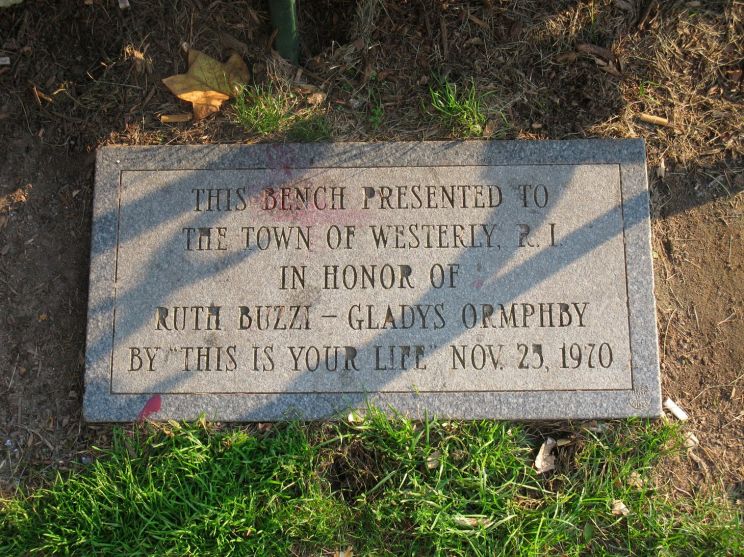 THIS BENCH PRESENTED TO
THE TOWN OF WESTERLY, R. I.
IN HONOR OF
RUTH BUZZI – GLADYS ORMPHBY
BY "THIS IS YOUR LIFE" NOV. 23, 1970